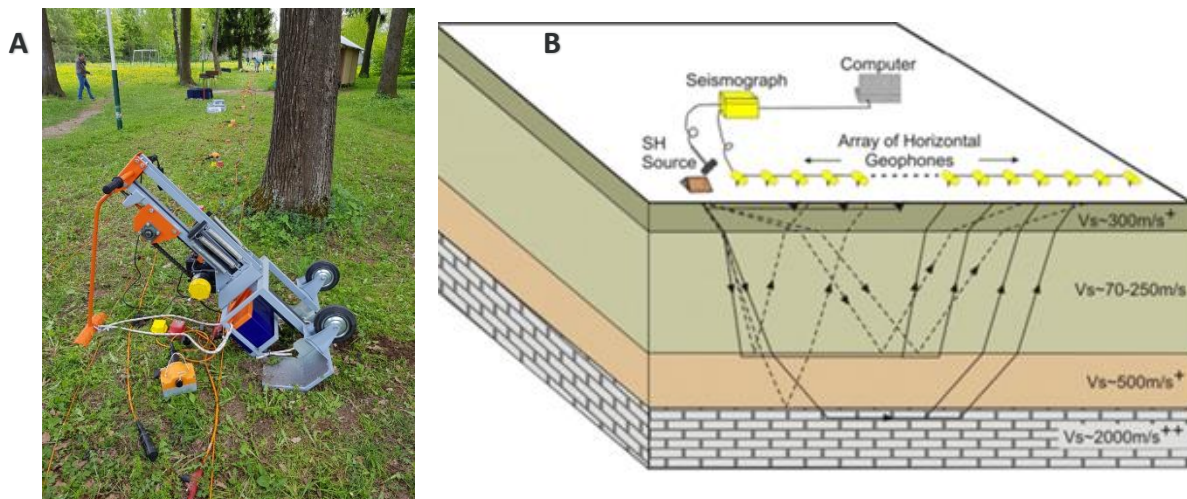 A
B
Computer
Seismograph
SH
Source
Array of Horizontal
Geophones
Vs~300m/s+
Vs~70-250m/s
Vs~500m/s+
Vs~2000m/s++